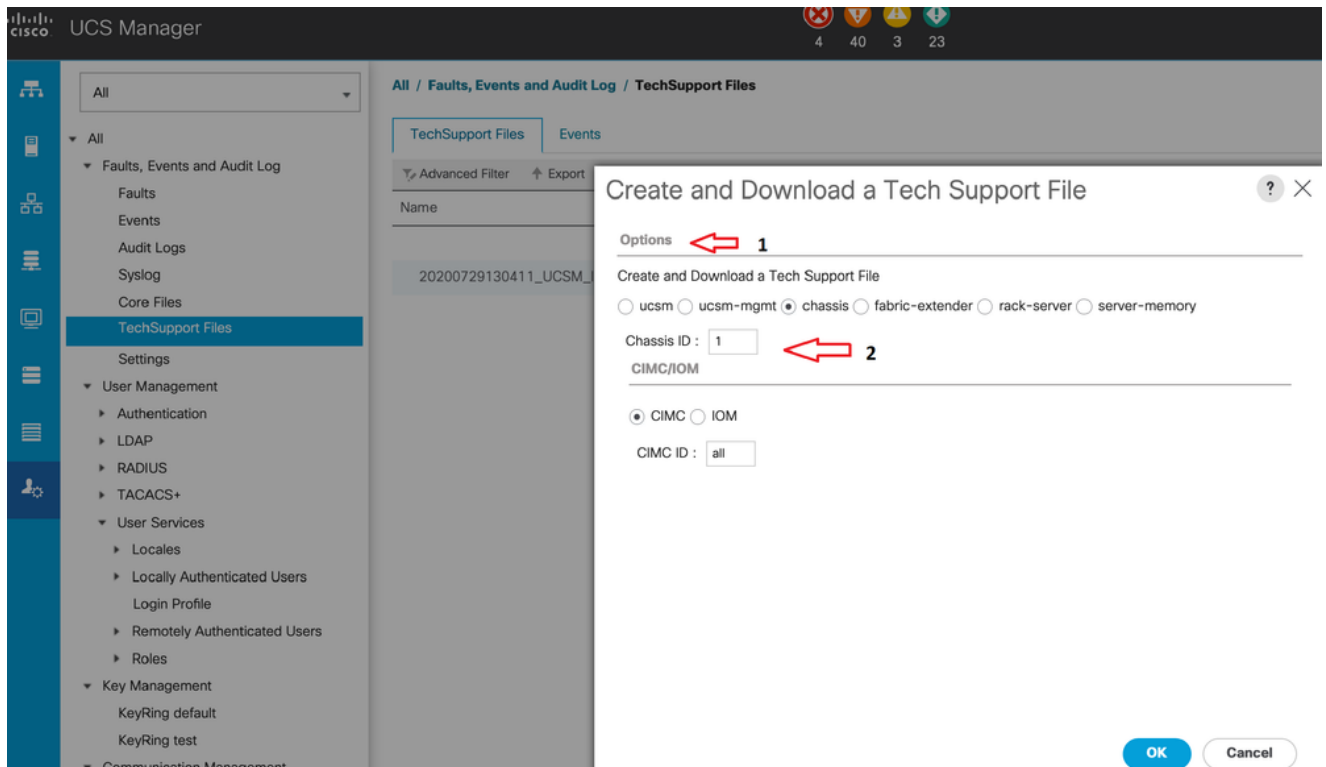 cisco UCS Manager
4 40 3 23
All
All
Faults, Events and Audit Log
Faults
Events
Audit Logs
Syslog
Core Files
TechSupport Files
Settings
User Management
Authentication
LDAP
RADIUS
TACACS+
User Services
Locales
Locally Authenticated Users
Login Profile
Remotely Authenticated Users
Roles
Key Management
KeyRing default
KeyRing test
Communication Management
All / Faults, Events and Audit Log / TechSupport Files
TechSupport Files Events
Advanced Filter Export
Name
20200729130411_UCSM_
Create and Download a Tech Support File ?
Options 1
Create and Download a Tech Support File
ucsm ucsm-mgmt chassis fabric-extender rack-server server-memory
Chassis ID : 1 2
CIMC/IOM
CIMC IOM
CIMC ID : all
OK Cancel